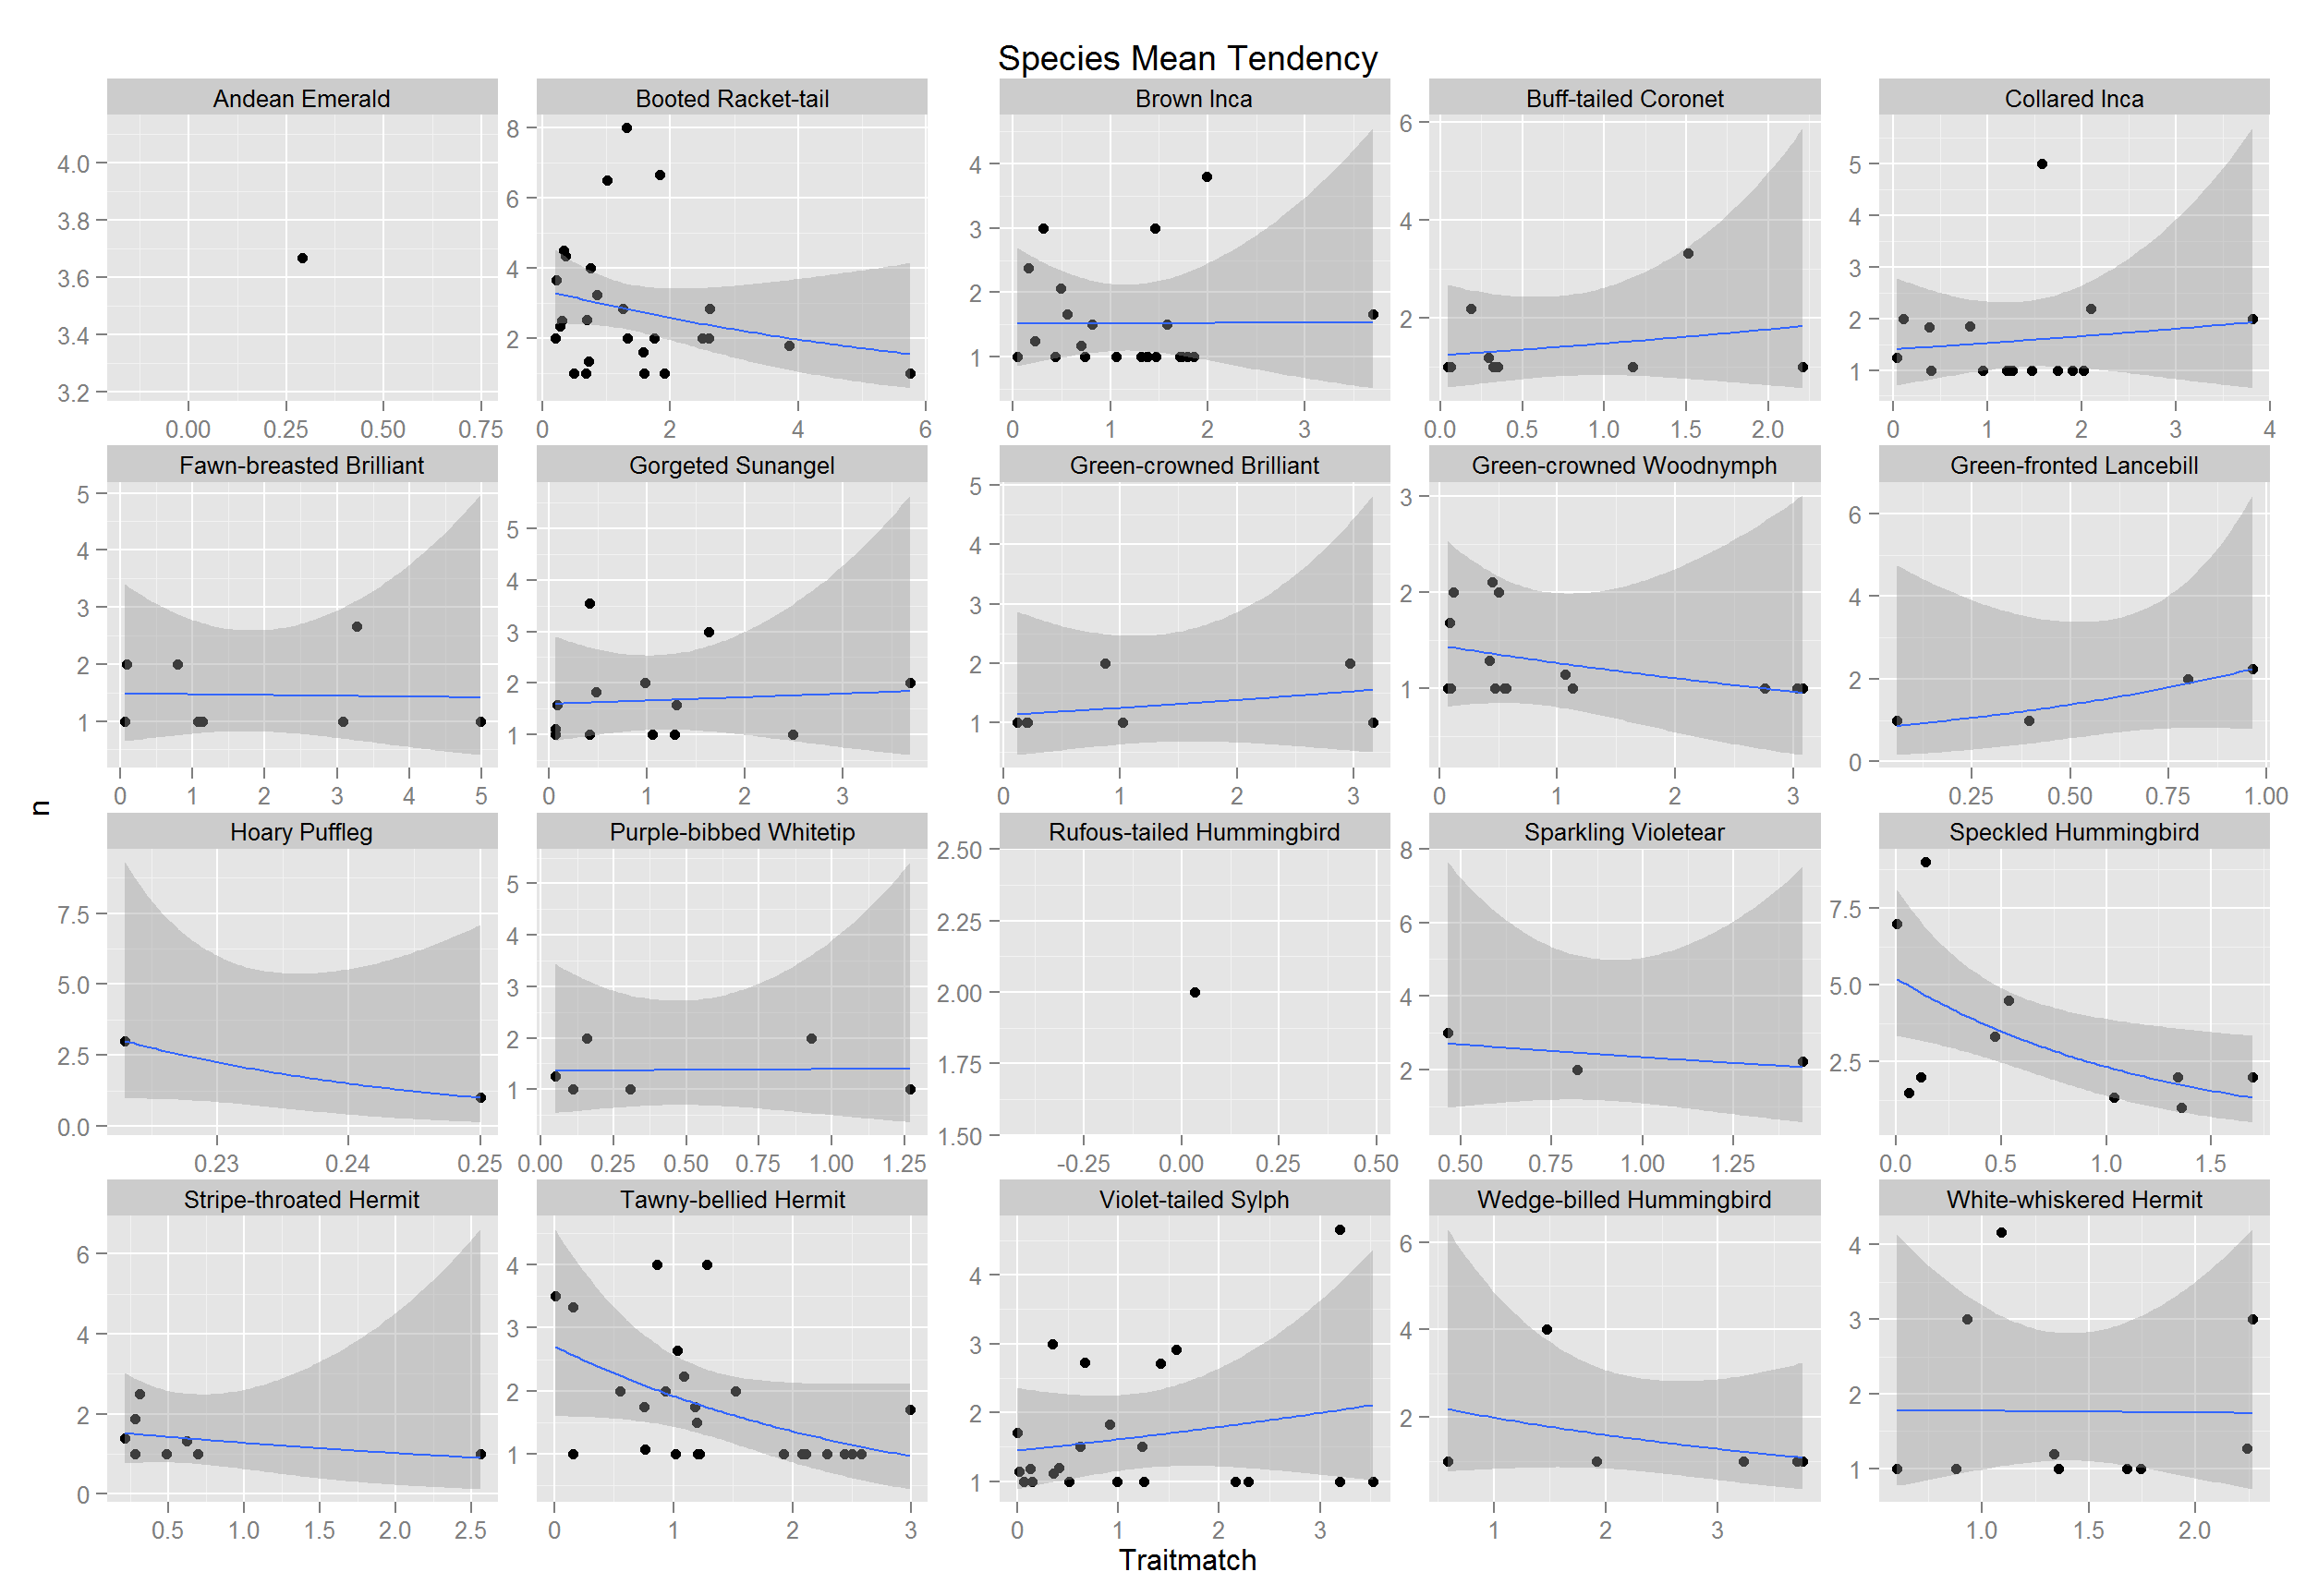 Species Mean Tendency
Andean Emerald
Booted Racket-tail
Brown Inca
Buff-tailed Coronet
Collared Inca
4.0
3.8
3.6
3.4
3.2
8
6
4
2
4
3
2
1
6
4
2
5
4
3
2
1
0.00 0.25 0.50 0.75
0 2 4 6
0 1 2 3
0.0 0.5 1.0 1.5 2.0
0 1 2 3 4
Fawn-breasted Brilliant
Gorgeted Sunangel
Green-crowned Brilliant
Green-crowned Woodnymph
Green-fronted Lancebill
5
4
3
2
1
5
4
3
2
1
5
4
3
2
1
3
2
1
6
4
2
0
0 1 2 3 4 5
0 1 2 3
0 1 2 3
0 1 2 3
0.25 0.50 0.75 1.00
n
Hoary Puffleg
Purple-bibbed Whitetip
Rufous-tailed Hummingbird
Sparkling Violetear
Speckled Hummingbird
7.5
5.0
2.5
0.0
5
4
3
2
1
2.50
2.25
2.00
1.75
1.50
8
6
4
2
7.5
5.0
2.5
0.23 0.24 0.25
0.00 0.25 0.50 0.75 1.00 1.25
-0.25 0.00 0.25 0.50
0.50 0.75 1.00 1.25
0.0 0.5 1.0 1.5
Stripe-throated Hermit
Tawny-bellied Hermit
Violet-tailed Sylph
Wedge-billed Hummingbird
White-whiskered Hermit
6
4
2
0
4
3
2
1
4
3
2
1
6
4
2
4
3
2
1
0.5 1.0 1.5 2.0 2.5
0 1 2 3
0 1 2 3
1 2 3
1.0 1.5 2.0
Traitmatch